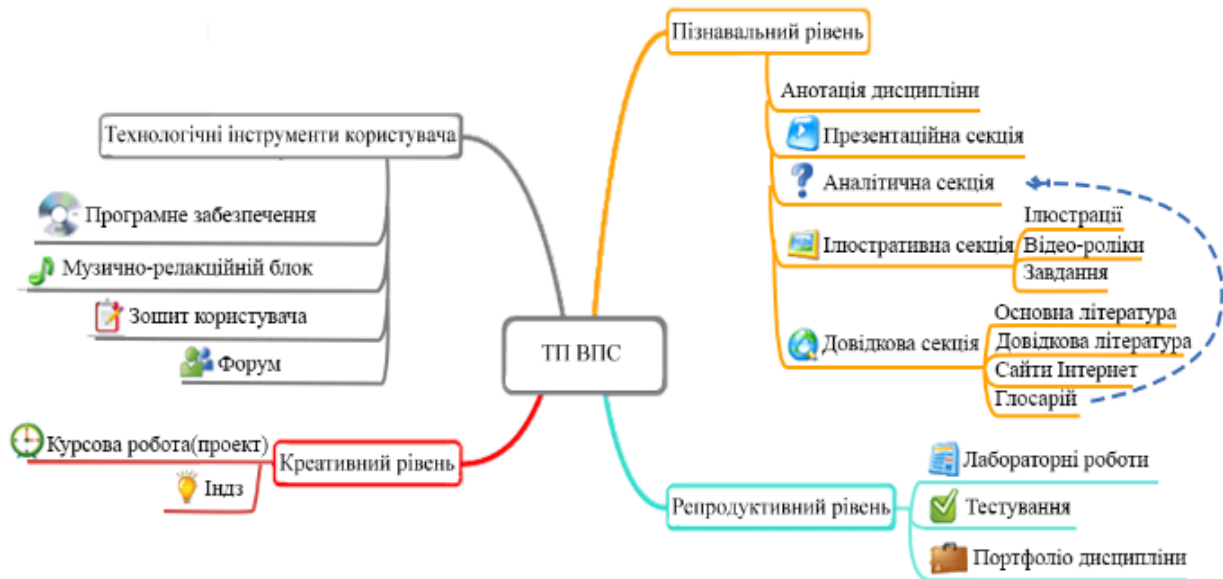 Пізнавальний рівень
Анотація дисципліни
Презентаційна секція
Аналітична секція
Ілюстративна секція
Ілюстрації
Відео-роліки
Завдання
Довідкова секція
Основна література
Довідкова література
Сайти Інтернет
Глосарій
Технологічні інструменти користувача
Програмне забезпечення
Музично-релакційній блок
Зошит користувача
Форум
ТП ВПС
Креативний рівень
Курсова робота(проект)
Індз
Репродуктивний рівень
Лабораторні роботи
Тестування
Портфоліо дисципліни